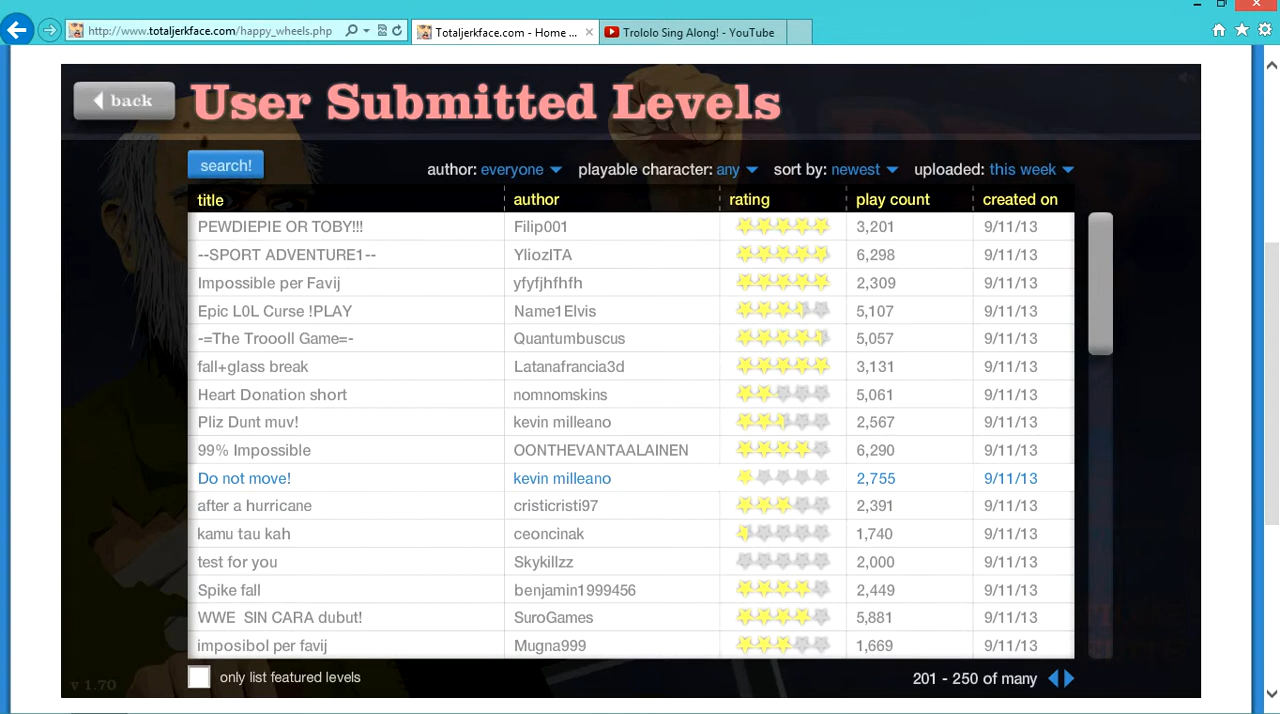 http://www.totaljerkface.com/happy_wheels.php
Totaljerkface.com - Home ...
Trololo Sing Along! - YouTube
back
User Submitted Levels
search!
author: everyone playable character: any sort by: newest uploaded: this week
title author rating play count created on
PEWDIEPIE OR TOBY!!! Filip001 3,201 9/11/13
--SPORT ADVENTURE1-- YliozITA 6,298 9/11/13
Impossible per Favij yfyfjhfhfh 2,309 9/11/13
Epic L0L Curse !PLAY Name1Elvis 5,107 9/11/13
-=The Troooll Game=- Quantumbuscus 5,057 9/11/13
fall+glass break Latanafrancia3d 3,131 9/11/13
Heart Donation short nomnomskins 5,061 9/11/13
Pliz Dunt muv! kevin milleano 2,567 9/11/13
99% Impossible OONTHEVANTAALAINEN 6,290 9/11/13
Do not move! kevin milleano 2,755 9/11/13
after a hurricane cristicristi97 2,391 9/11/13
kamu tau kah ceoncinak 1,740 9/11/13
test for you Skykillzz 2,000 9/11/13
Spike fall benjamin1999456 2,449 9/11/13
WWE  SIN CARA dubut! SuroGames 5,881 9/11/13
imposibol per favij Mugna999 1,669 9/11/13
only list featured levels
201 - 250 of many
v 1.70